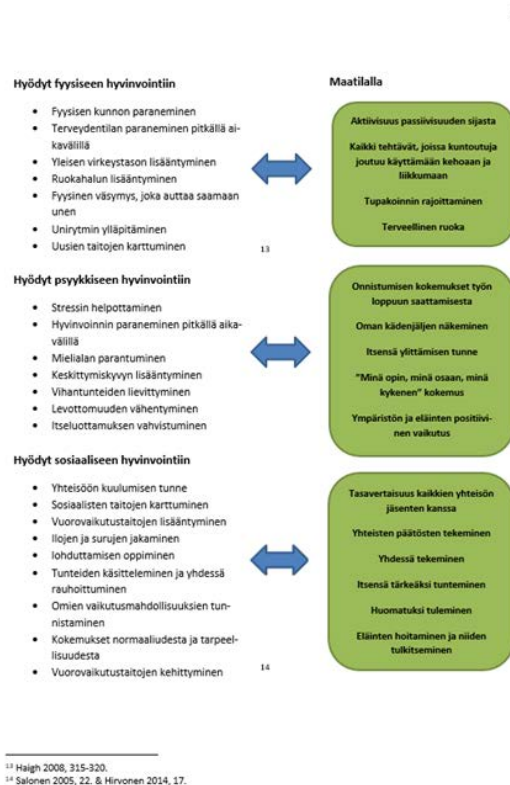 Hyödyt fyysiseen hyvinvointiin
• Fyysisen kunnon paraneminen
• Terveydentilan paraneminen pitkällä ai-
kavälillä
• Yleisen virkeystason lisääntyminen
• Ruokahalun lisääntyminen
• Fyysinen väsymys, joka auttaa saamaan
unen
• Unirytmin ylläpitäminen
• Uusien taitojen karttuminen
13
Maatilalla
Aktiivisuus passiivisuuden sijasta
Kaikki tehtävät, joissa kuntoutuja
joutuu käyttämään kehoaan ja
liikkumaan
Tupakoinnin rajoittaminen
Terveellinen ruoka
Hyödyt psyykkiseen hyvinvointiin
• Stressin helpottaminen
• Hyvinvoinnin paraneminen pitkällä aika-
välillä
• Mielialan parantuminen
• Keskittymiskyvyn lisääntyminen
• Vihantunteiden lievittyminen
• Levottomuuden vähentyminen
• Itseluottamuksen vahvistuminen
Onnistumisen kokemukset työn
loppuun saattamisesta
Oman kädenjäljen näkeminen
Itsensä ylittämisen tunne
"Minä opin, minä osaan, minä
kykenen" kokemus
Ympäristön ja eläinten positiivi-
nen vaikutus
Hyödyt sosiaaliseen hyvinvointiin
• Yhteisöön kuulumisen tunne
• Sosiaalisten taitojen karttuminen
• Vuorovaikutustaitojen lisääntyminen
• Ilojen ja surujen jakaminen
• lohduttamisen oppiminen
• Tunteiden käsitteleminen ja yhdessä
rauhoittuminen
• Omien vaikutusmahdollisuuksien tun-
nistaminen
• Kokemukset normaaliudesta ja tarpeel-
lisuudesta
• Vuorovaikutustaitojen kehittyminen
14
Tasavertaisuus kaikkien yhteisön
jäsenten kanssa
Yhteisten päätösten tekeminen
Yhdessä tekeminen
Itsensä tärkeäksi tunteminen
Huomatuksi tuleminen
Eläinten hoitaminen ja niiden
tulkitseminen
13 Haigh 2008, 315-320.
14 Salonen 2005, 22. & Hirvonen 2014, 17.